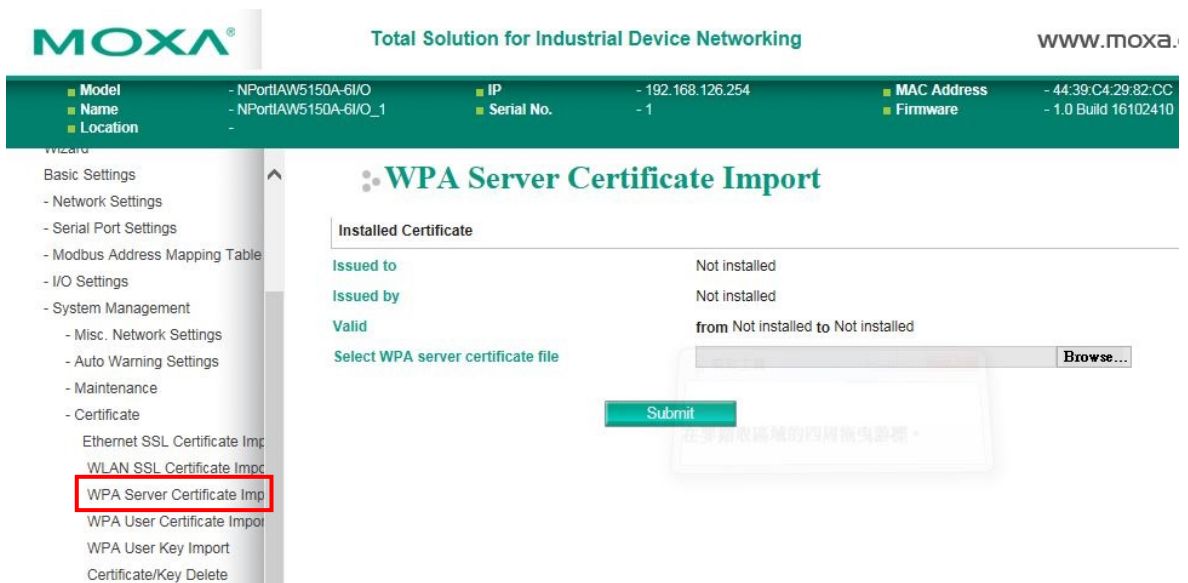 MOXA®
Total Solution for Industrial Device Networking
www.moxa.
Model - NPortIAW5150A-6I/O IP - 192.168.126.254 MAC Address - 44:39:C4:29:82:CC
Name - NPortIAW5150A-6I/O_1 Serial No. - 1 Firmware - 1.0 Build 16102410
Location -
Wizard
Basic Settings
- Network Settings
- Serial Port Settings
- Modbus Address Mapping Table
- I/O Settings
- System Management
- Misc. Network Settings
- Auto Warning Settings
- Maintenance
- Certificate
Ethernet SSL Certificate Imp
WLAN SSL Certificate Impo
WPA Server Certificate Imp
WPA User Certificate Impor
WPA User Key Import
Certificate/Key Delete
WPA Server Certificate Import
Installed Certificate
Issued to Not installed
Issued by Not installed
Valid from Not installed to Not installed
Select WPA server certificate file Browse...
Submit